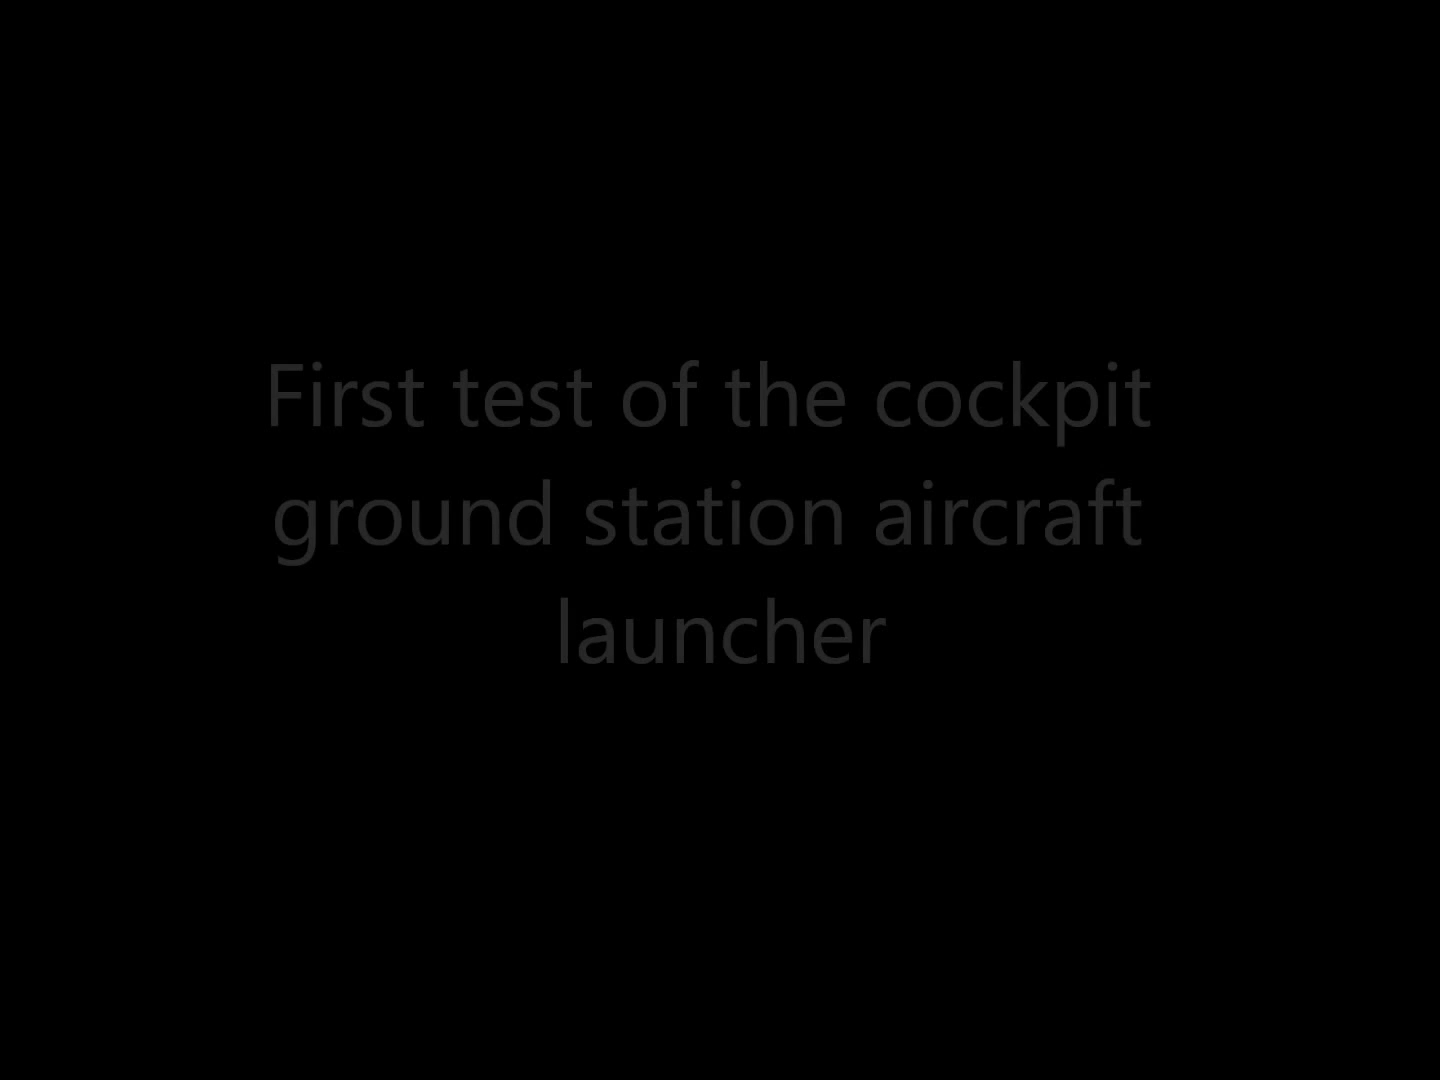 First test of the cockpit
ground station aircraft
launcher